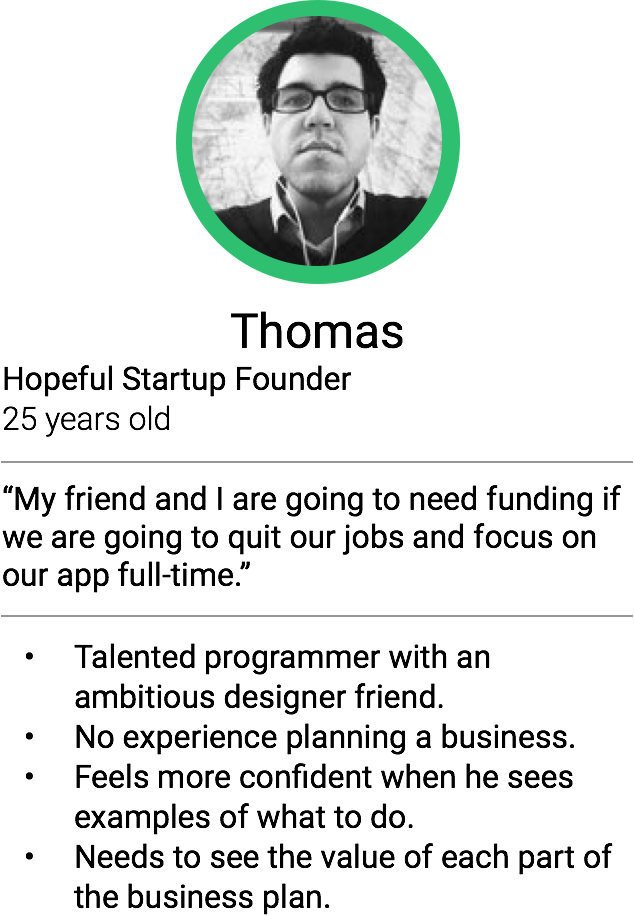 Thomas
Hopeful Startup Founder
25 years old
“My friend and I are going to need funding if
we are going to quit our jobs and focus on
our app full-time.”
• Talented programmer with an
ambitious designer friend.
• No experience planning a business.
• Feels more confident when he sees
examples of what to do.
• Needs to see the value of each part of
the business plan.